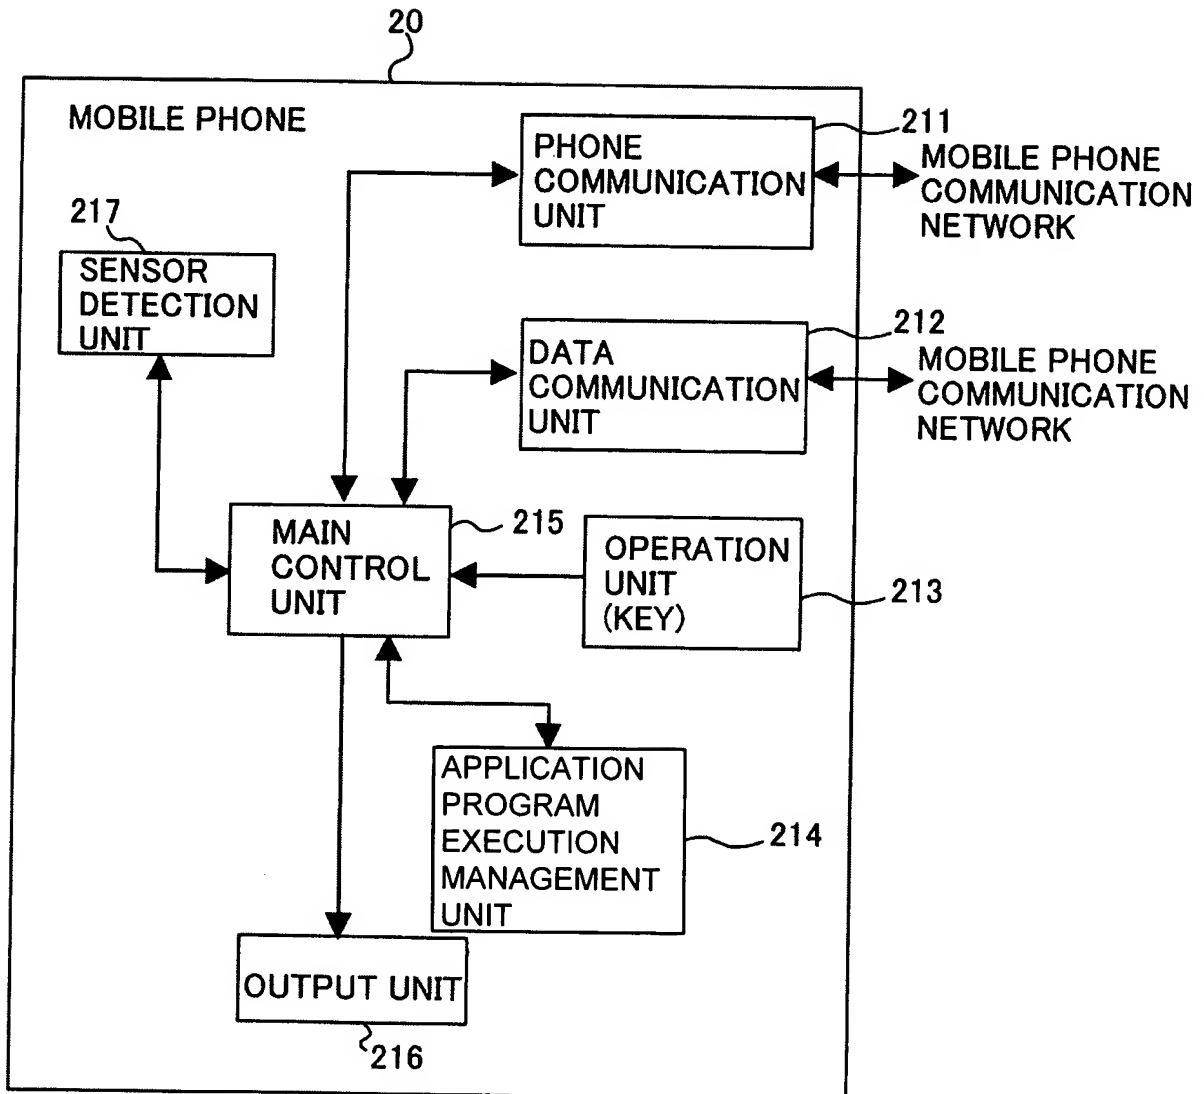 20
MOBILE PHONE
211
PHONE
COMMUNICATION
UNIT
MOBILE PHONE
COMMUNICATION
NETWORK
217
SENSOR
DETECTION
UNIT
212
DATA
COMMUNICATION
UNIT
MOBILE PHONE
COMMUNICATION
NETWORK
MAIN
CONTROL
UNIT
215
OPERATION
UNIT
(KEY)
213
APPLICATION
PROGRAM
EXECUTION
MANAGEMENT
UNIT
214
OUTPUT UNIT
216